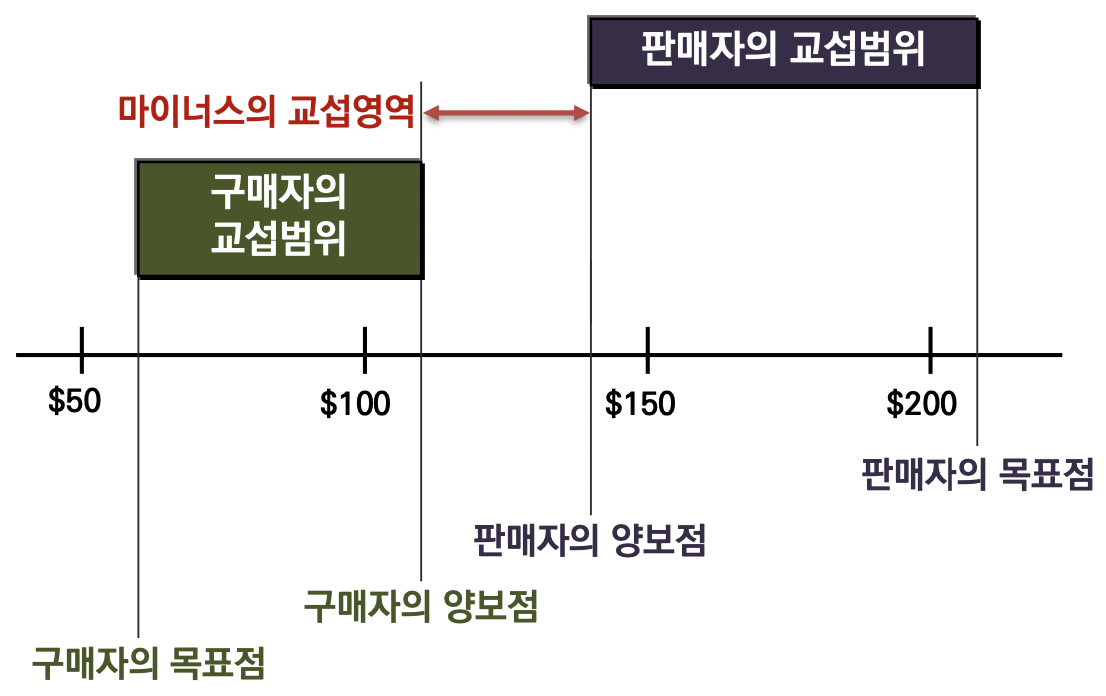 판매자의 교섭범위
마이너스의 교섭영역
구매자의
교섭범위
$50
$100
$150
$200
판매자의 목표점
판매자의 양보점
구매자의 양보점
구매자의 목표점